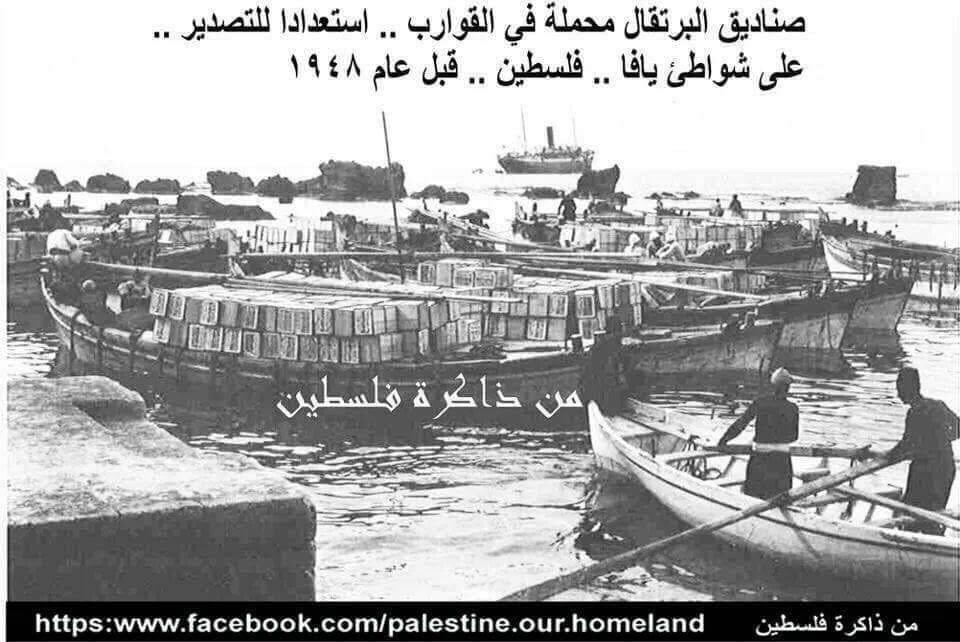 صناديق البرتقال محملة في القوارب .. استعدادا للتصدير ..
على شواطئ يافا .. فلسطين .. قبل عام ١٩٤٨
من ذاكرة فلسطين
https:www.facebook.com/palestine.our.homeland من ذاكرة فلسطين